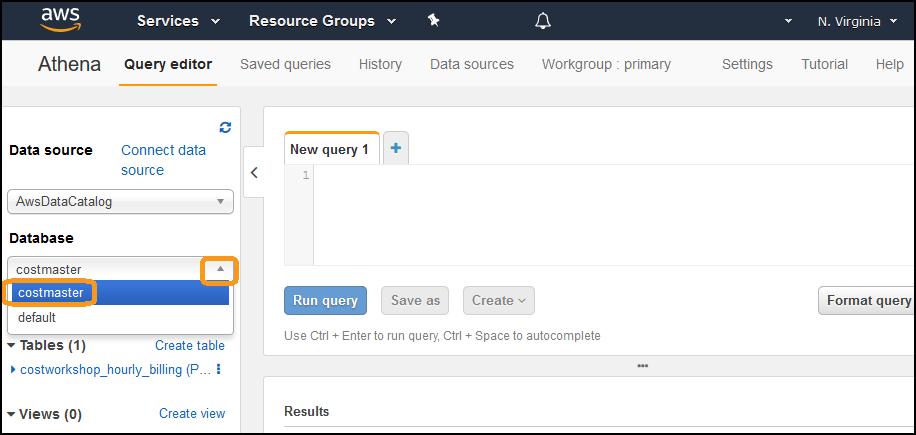 aws Services Resource Groups N. Virginia
Athena Query editor Saved queries History Data sources Workgroup : primary Settings Tutorial Help
Data source Connect data
source
AwsDataCatalog
Database
costmaster
costmaster
default
Tables (1) Create table
costworkshop_hourly_billing (P...
Views (0) Create view
New query 1 +
1
Run query Save as Create Format query
Use Ctrl + Enter to run query, Ctrl + Space to autocomplete
Results